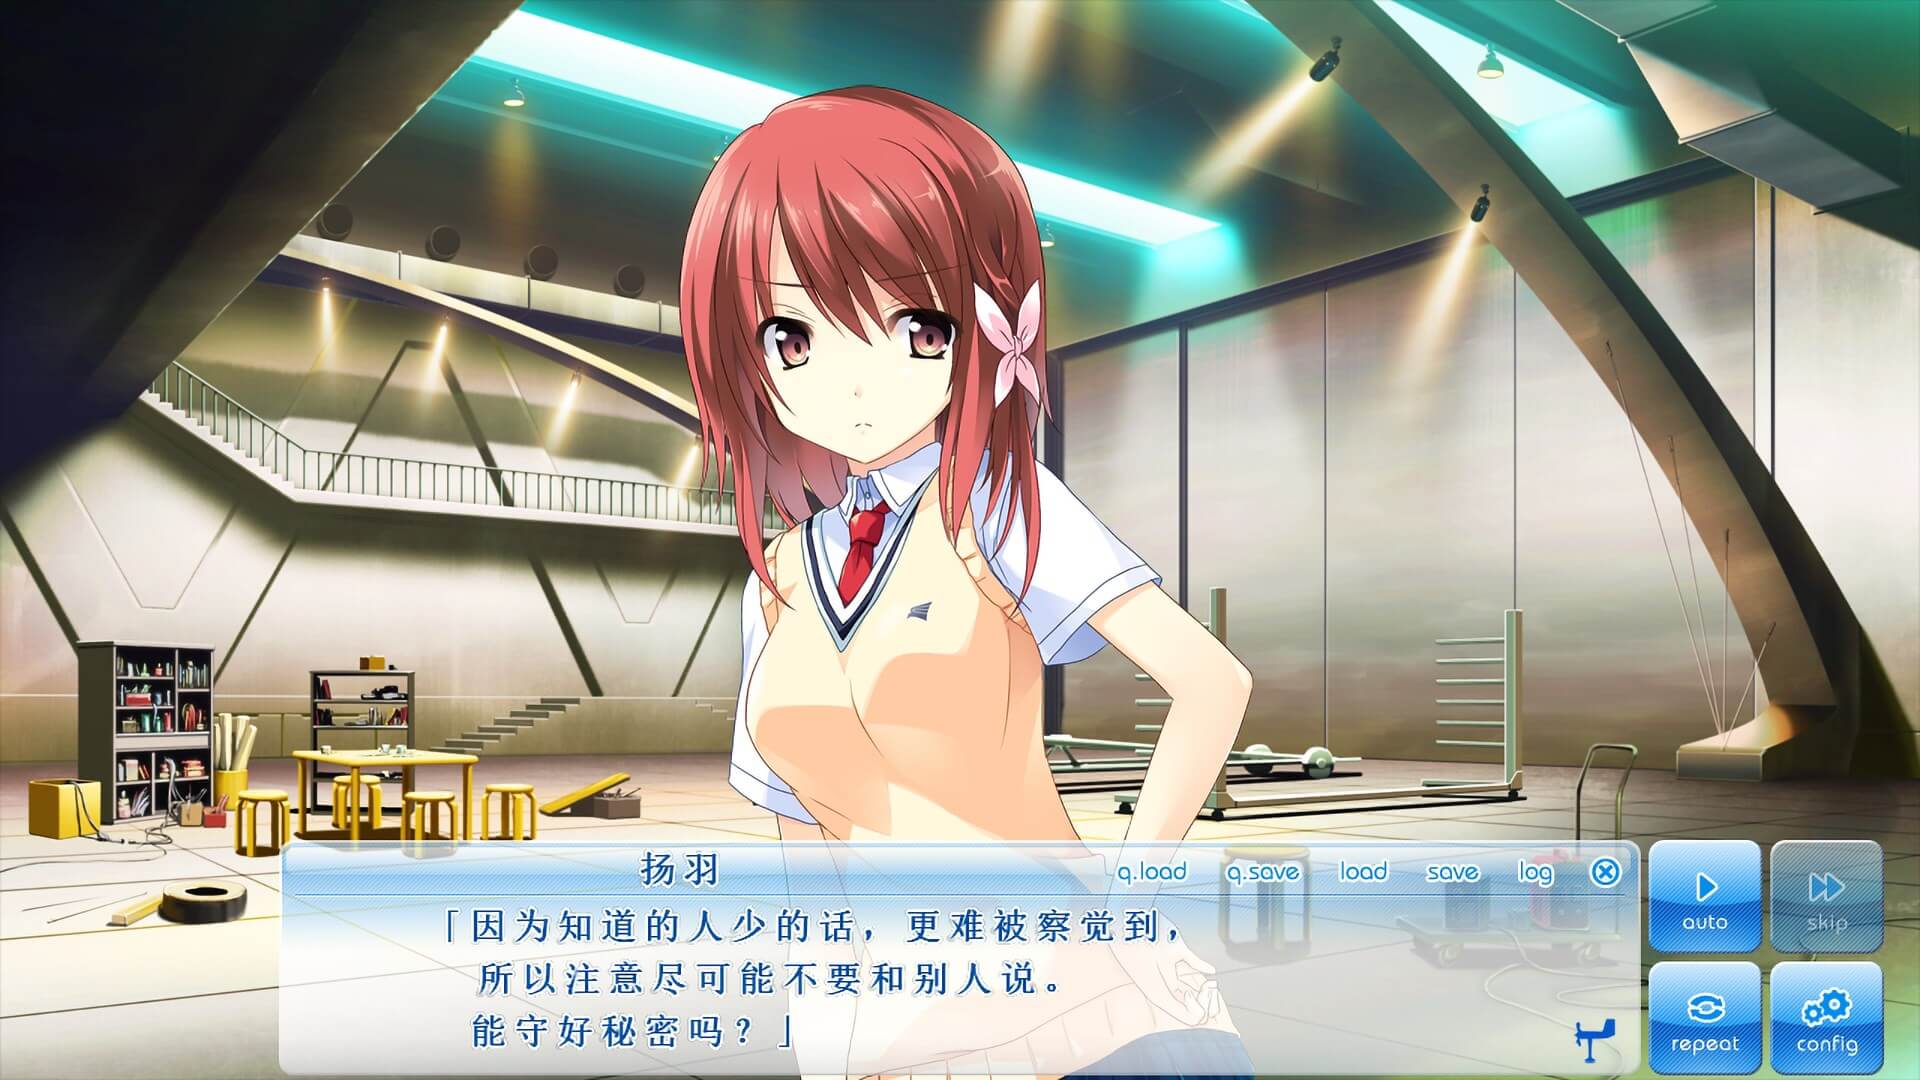 扬羽
q.load q.save load save log
「因为知道的人少的话，更难被察觉到，
所以注意尽可能不要和别人说。
能守好秘密吗？」
auto skip
repeat config